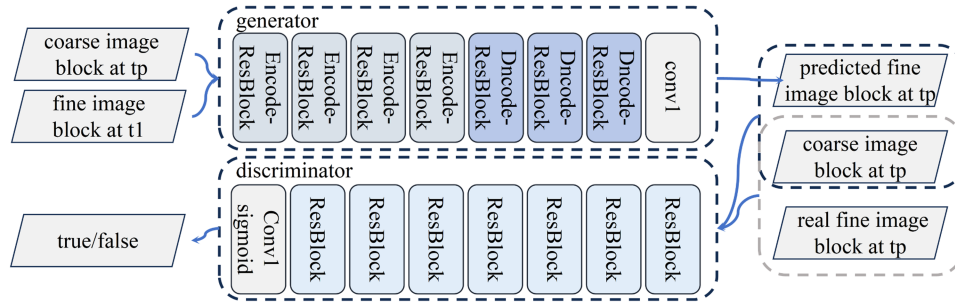 generator
coarse image
block at tp
fine image
block at t1
Encode-
ResBlock
Encode-
ResBlock
Encode-
ResBlock
Encode-
ResBlock
Dncode-
ResBlock
Dncode-
ResBlock
Dncode-
ResBlock
conv1
predicted fine
image block at tp
coarse image
block at tp
real fine image
block at tp
discriminator
Conv1
sigmoid
ResBlock
ResBlock
ResBlock
ResBlock
ResBlock
ResBlock
ResBlock
true/false